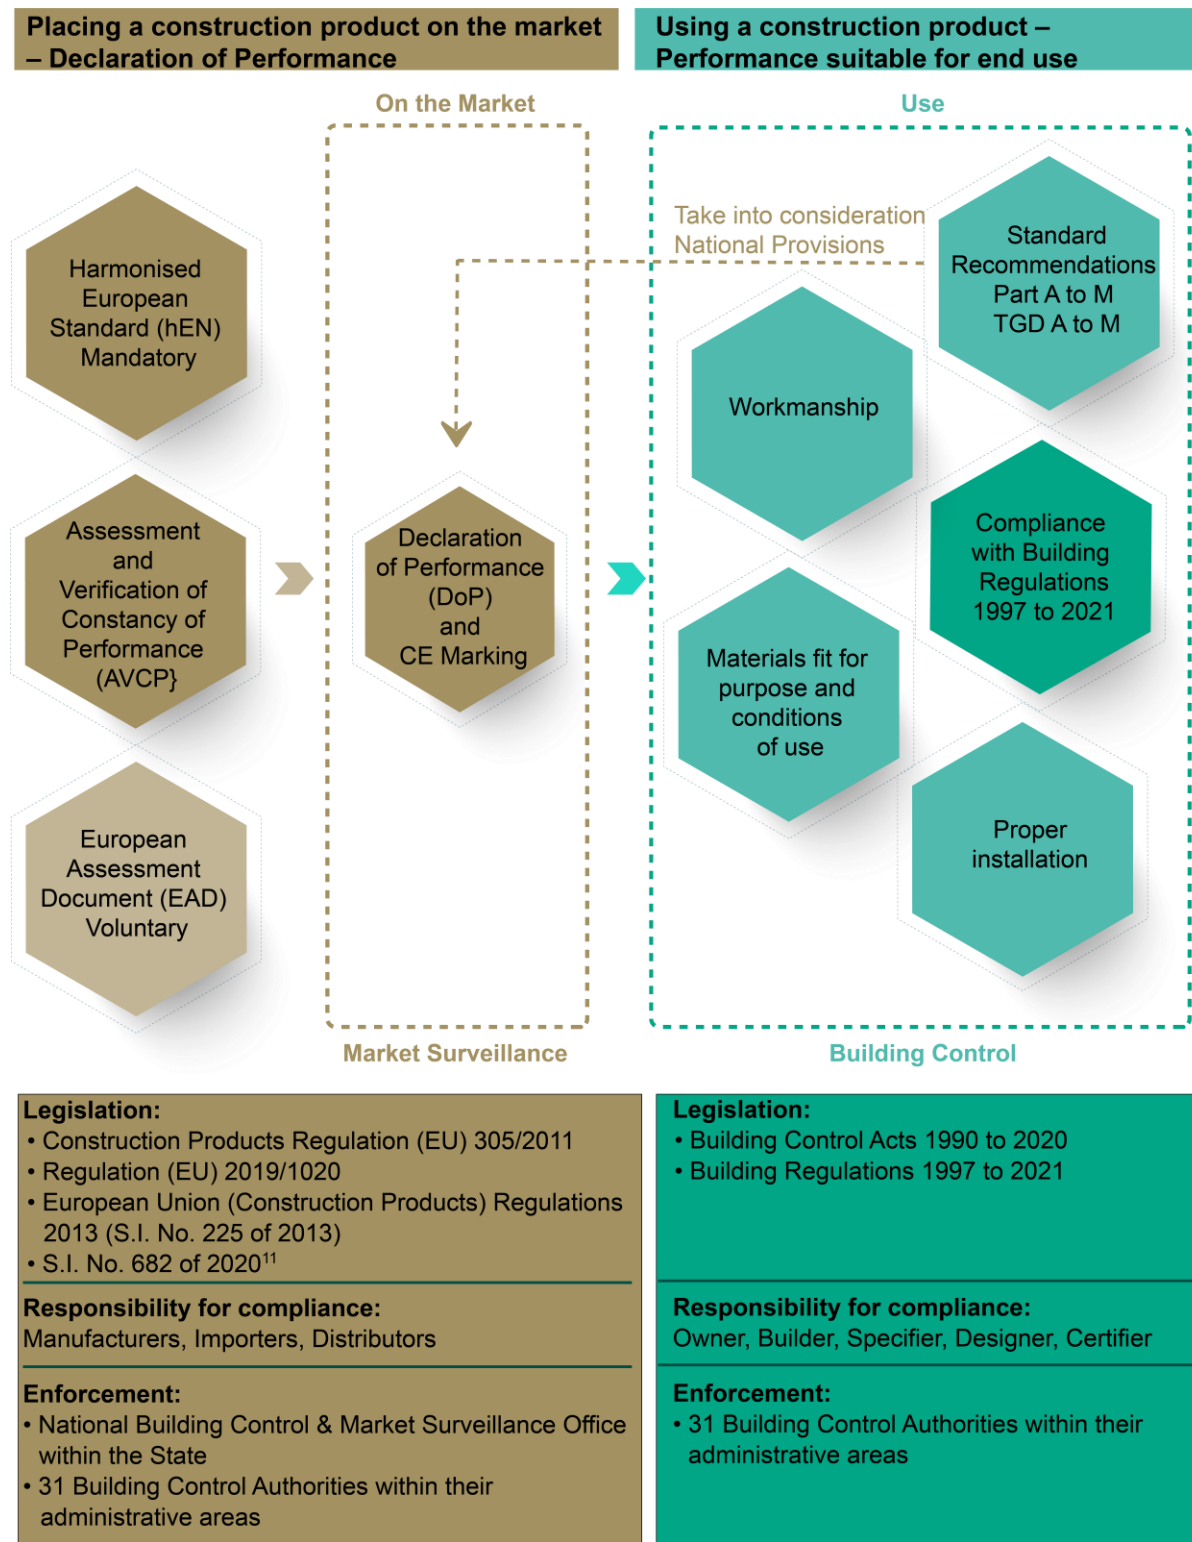 Placing a construction product on the market
– Declaration of Performance
Using a construction product –
Performance suitable for end use
On the Market
Use
Harmonised
European
Standard (hEN)
Mandatory
Assessment
and
Verification of
Constancy of
Performance
(AVCP}
European
Assessment
Document (EAD)
Voluntary
Declaration
of Performance
(DoP)
and
CE Marking
Take into consideration
National Provisions
Standard
Recommendations
Part A to M
TGD A to M
Workmanship
Compliance
with Building
Regulations
1997 to 2021
Materials fit for
purpose and
conditions
of use
Proper
installation
Market Surveillance
Building Control
Legislation:
• Construction Products Regulation (EU) 305/2011
• Regulation (EU) 2019/1020
• European Union (Construction Products) Regulations
2013 (S.I. No. 225 of 2013)
• S.I. No. 682 of 2020¹¹
Responsibility for compliance:
Manufacturers, Importers, Distributors
Enforcement:
• National Building Control & Market Surveillance Office
within the State
• 31 Building Control Authorities within their
administrative areas
Legislation:
• Building Control Acts 1990 to 2020
• Building Regulations 1997 to 2021
Responsibility for compliance:
Owner, Builder, Specifier, Designer, Certifier
Enforcement:
• 31 Building Control Authorities within their
administrative areas